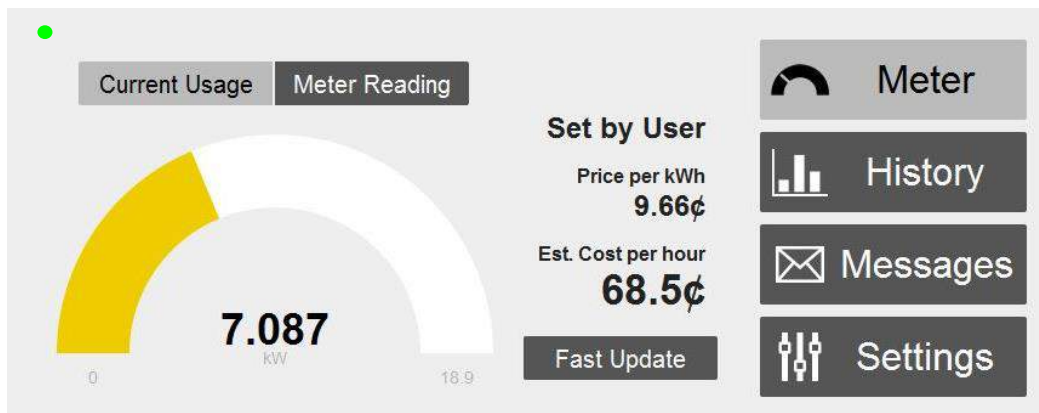 Current Usage
Meter Reading
7.087
kW
0
18.9
Set by User
Price per kWh
9.66¢
Est. Cost per hour
68.5¢
Fast Update
Meter
History
Messages
Settings